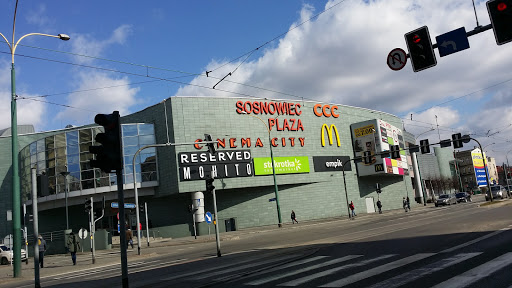 SOSNOWIEC CCC
PLAZA
CINEMA CITY
RESERVED
MOHITO
stokrotka
empik